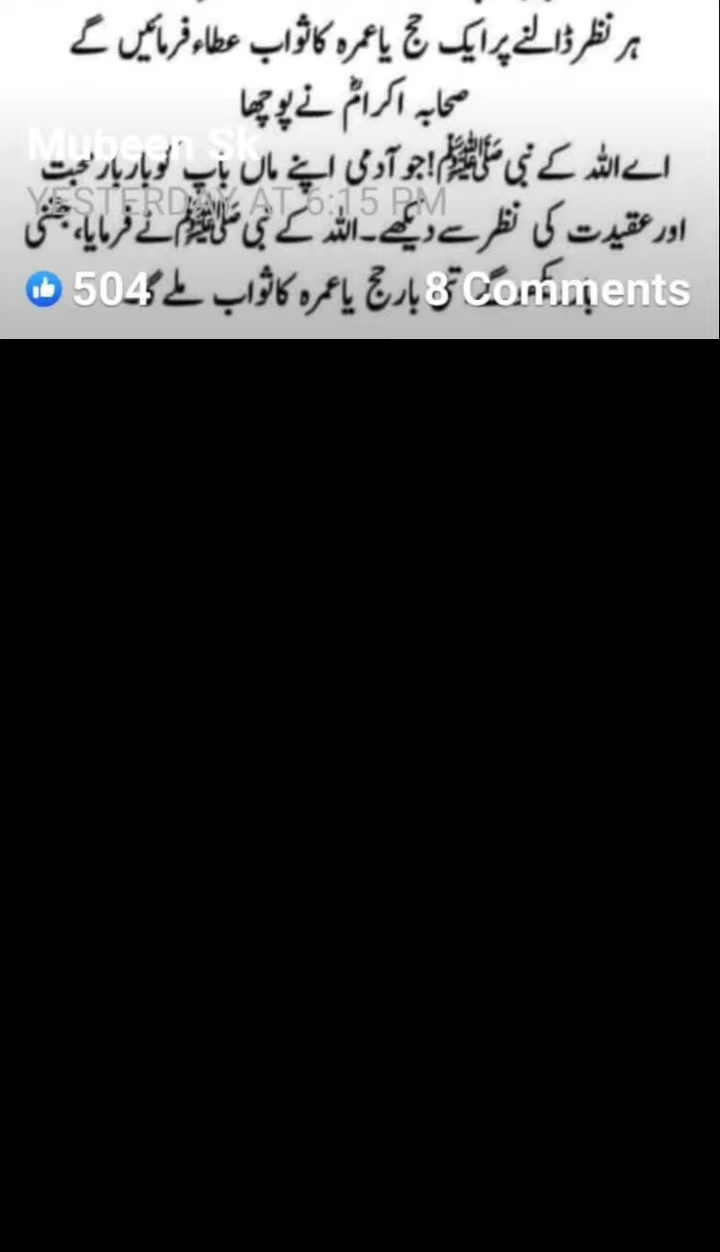 ہر نظر ڈالنے پر ایک حج یا عمرہ کا ثواب عطاء فرمائیں گے
صحابہ اکرامؓ نے پوچھا
Mubeen Sk
اے اللہ کے نبی ﷺ! جو آدمی اپنے ماں باپ کو بار بار محبت
YESTERDAY AT 6:15 PM
اور عقیدت کی نظر سے دیکھے۔ اللہ کے نبی ﷺ نے فرمایا، جتنی
بار حج یا عمرہ کا ثواب ملے گا
504
8 Comments